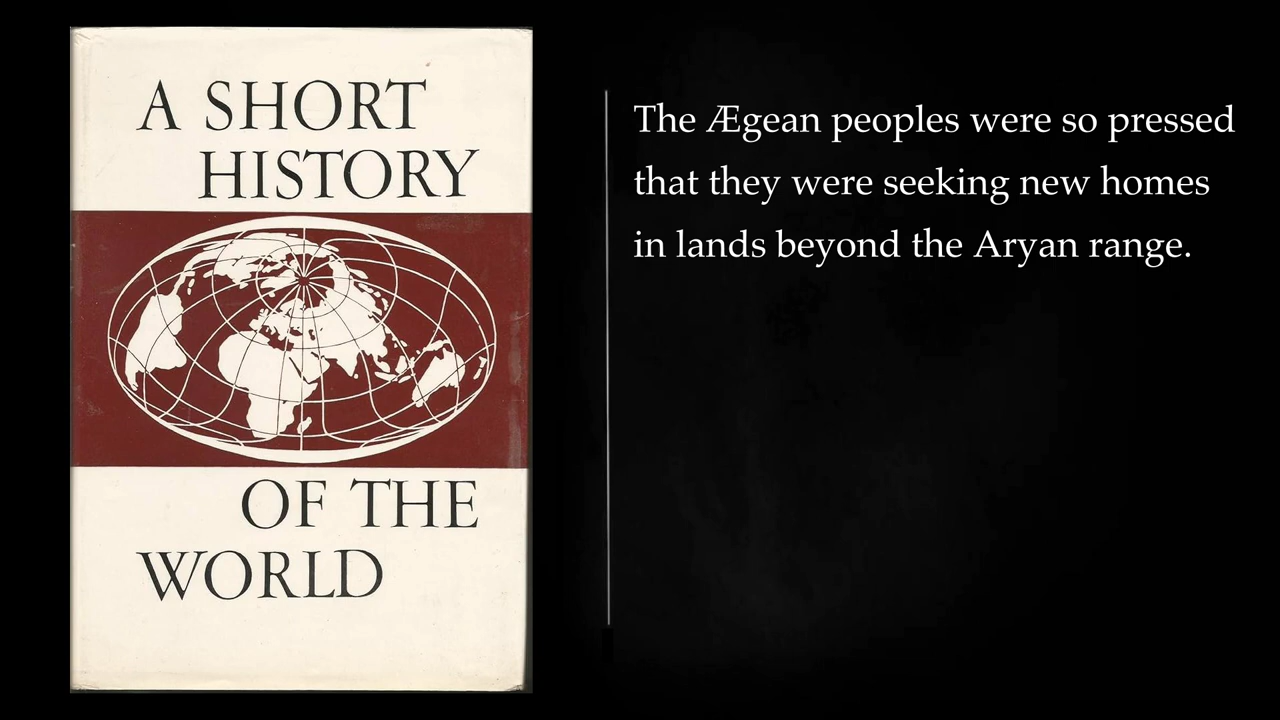 A SHORT
HISTORY
OF THE
WORLD
The Ægean peoples were so pressed
that they were seeking new homes
in lands beyond the Aryan range.